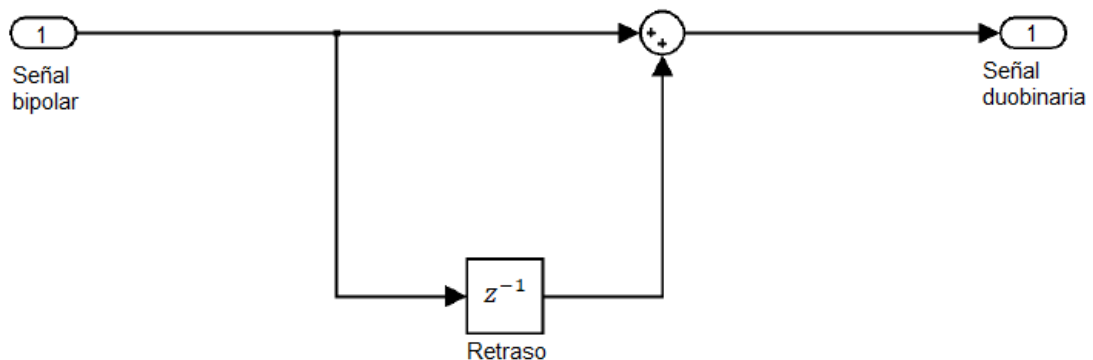 1
Señal
bipolar
+
+
1
Señal
duobinaria
z⁻¹
Retraso